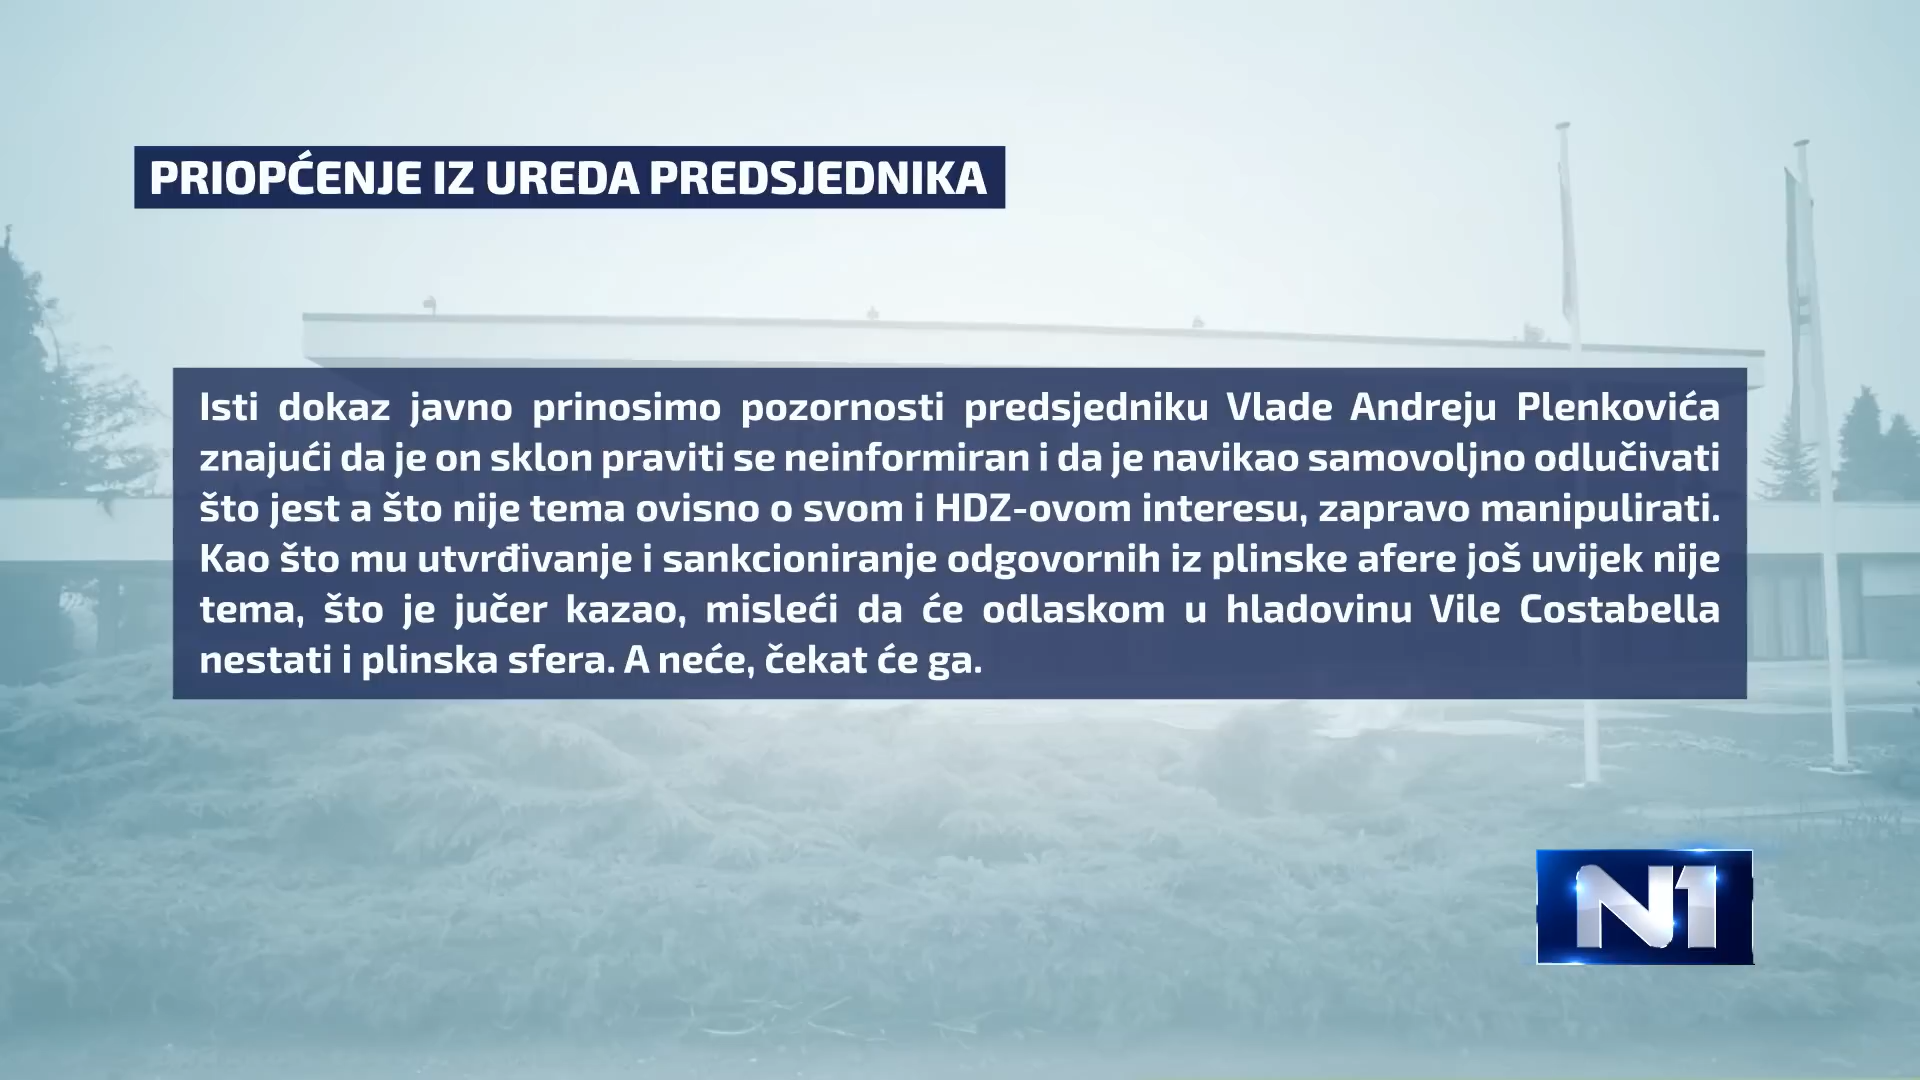 PRIOPĆENJE IZ UREDA PREDSJEDNIKA
Isti dokaz javno prinosimo pozornosti predsjedniku Vlade Andreju Plenkovića
znajući da je on sklon praviti se neinformiran i da je navikao samovoljno odlučivati
što jest a što nije tema ovisno o svom i HDZ-ovom interesu, zapravo manipulirati.
Kao što mu utvrđivanje i sankcioniranje odgovornih iz plinske afere još uvijek nije
tema, što je jučer kazao, misleći da će odlaskom u hladovinu Vile Costabella
nestati i plinska sfera. A neće, čekat će ga.
N1